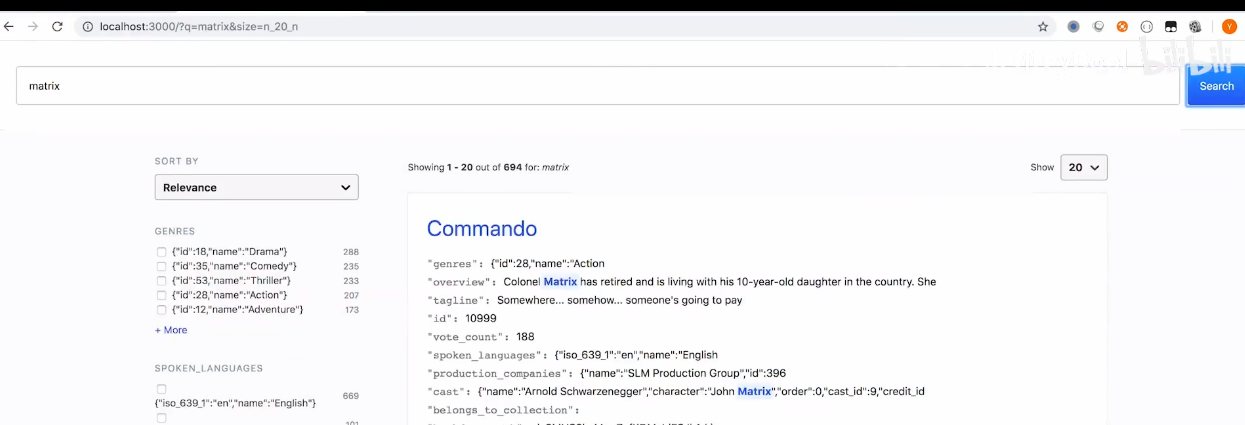 localhost:3000/?q=matrix&size=n_20_n
Y
bilibili
matrix
Search
SORT BY
Showing 1 - 20 out of 694 for: matrix
Show 20
Relevance
GENRES
{"id":18,"name":"Drama"} 288
{"id":35,"name":"Comedy"} 235
{"id":53,"name":"Thriller"} 233
{"id":28,"name":"Action"} 207
{"id":12,"name":"Adventure"} 173
+ More
SPOKEN_LANGUAGES
{"iso_639_1":"en","name":"English"} 669
Commando
"genres": {"id":28,"name":"Action
"overview": Colonel Matrix has retired and is living with his 10-year-old daughter in the country. She
"tagline": Somewhere... somehow... someone's going to pay
"id": 10999
"vote_count": 188
"spoken_languages": {"iso_639_1":"en","name":"English
"production_companies": {"name":"SLM Production Group","id":396
"cast": {"name":"Arnold Schwarzenegger","character":"John Matrix","order":0,"cast_id":9,"credit_id
"belongs_to_collection":